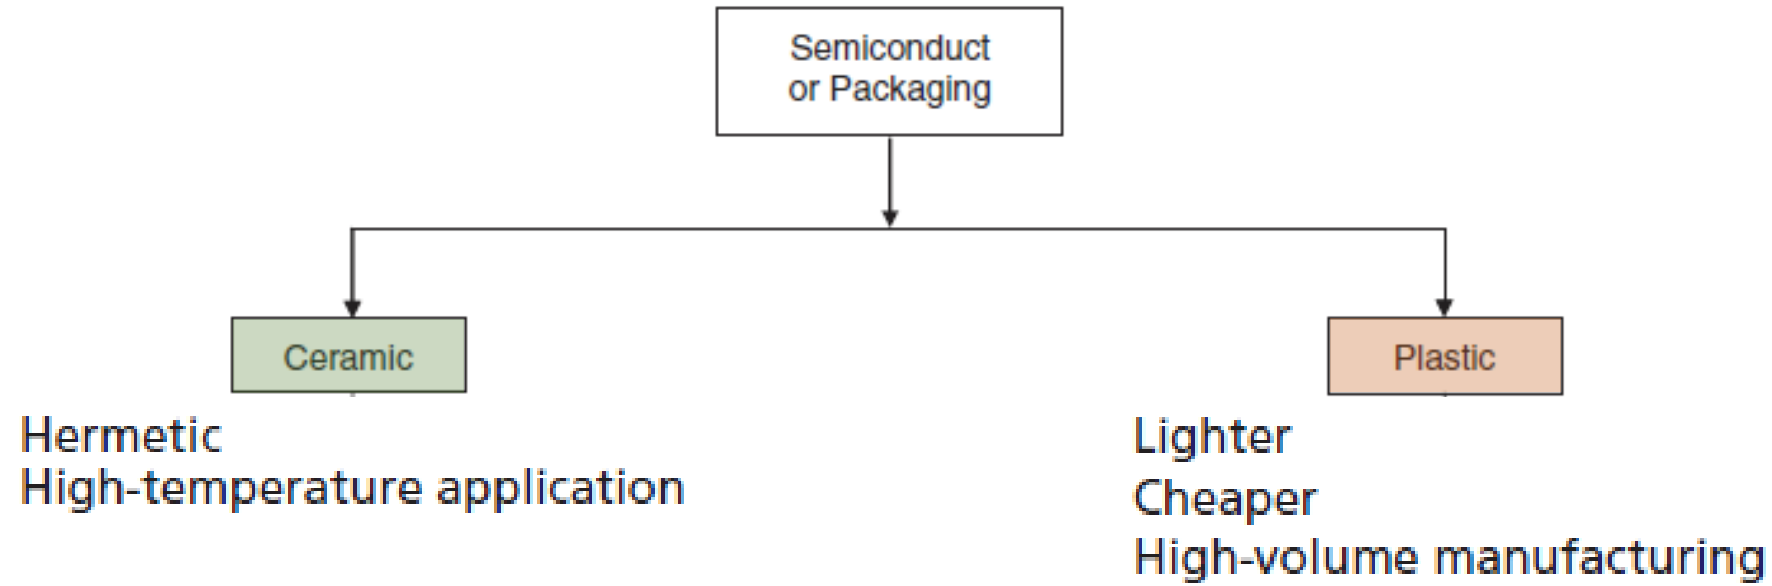 Semiconduct
or Packaging
Ceramic
Plastic
Hermetic
High-temperature application
Lighter
Cheaper
High-volume manufacturing